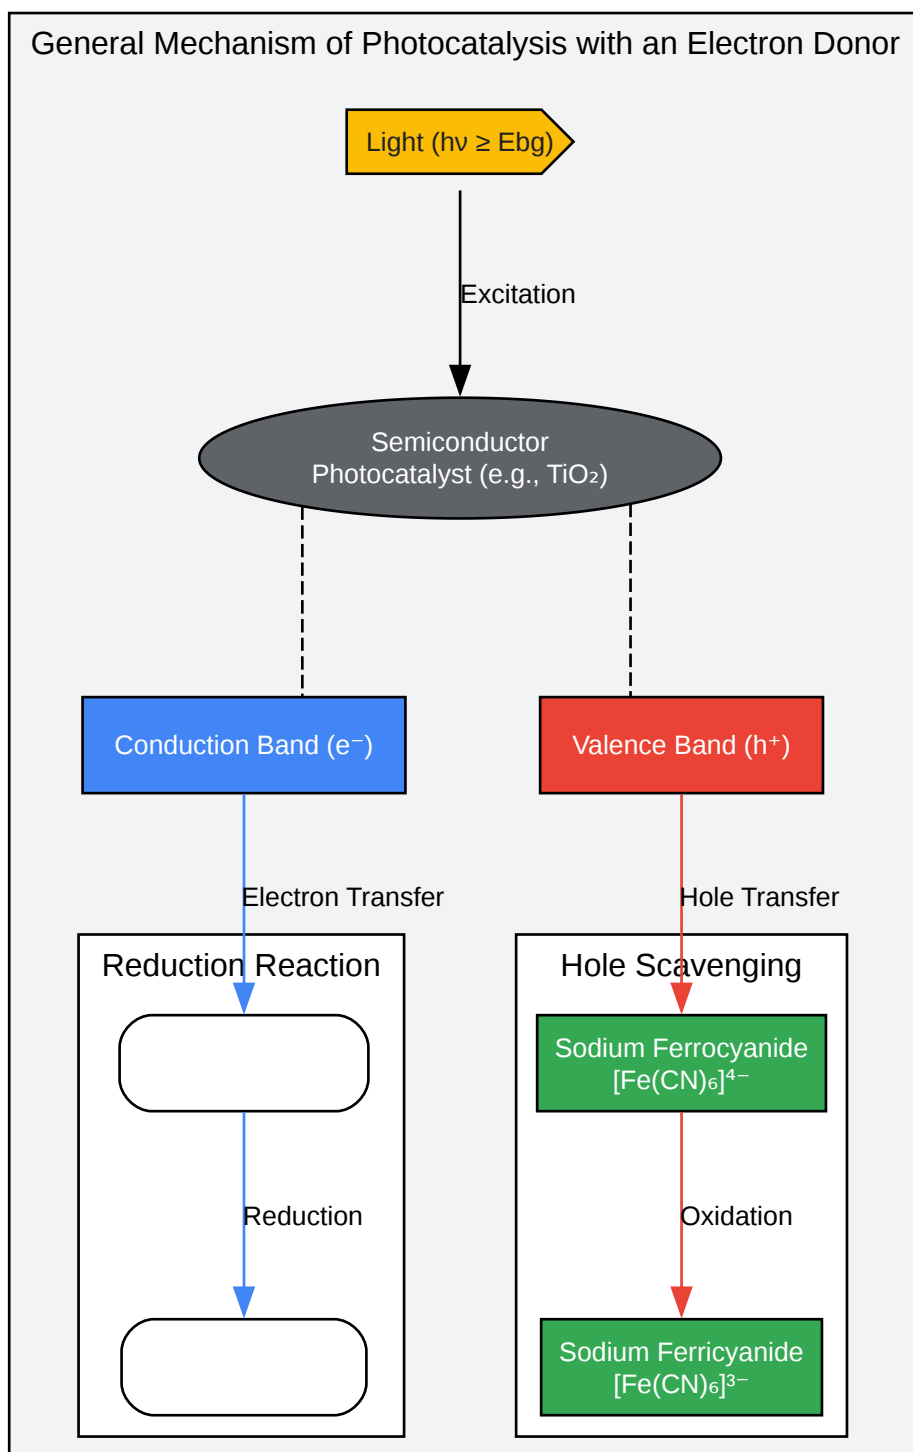 General Mechanism of Photocatalysis with an Electron Donor
Light (hν ≥ Ebg)
Excitation
Semiconductor
Photocatalyst (e.g., TiO₂)
Conduction Band (e⁻)
Valence Band (h⁺)
Electron Transfer
Hole Transfer
Reduction Reaction
Hole Scavenging
Sodium Ferrocyanide
[Fe(CN)₆]⁴⁻
Reduction
Oxidation
Sodium Ferricyanide
[Fe(CN)₆]³⁻